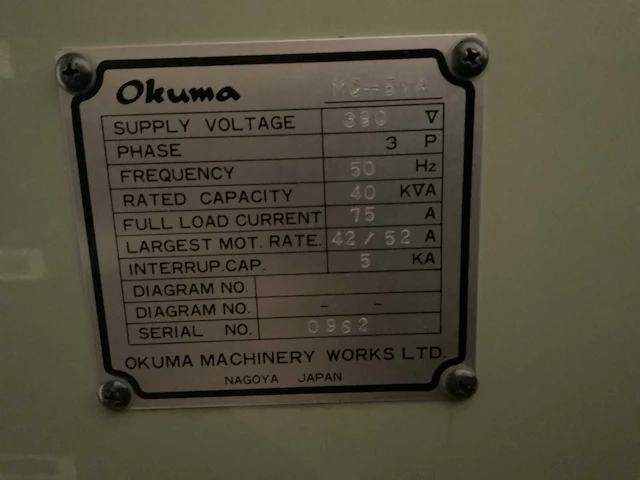 Okuma MC-5VA
SUPPLY VOLTAGE 390 V
PHASE 3 P
FREQUENCY 50 Hz
RATED CAPACITY 40 KVA
FULL LOAD CURRENT 75 A
LARGEST MOT. RATE. 42 / 52 A
INTERRUP.CAP. 5 KA
DIAGRAM NO.
DIAGRAM NO. - -
SERIAL NO. 0962
OKUMA MACHINERY WORKS LTD.
NAGOYA JAPAN